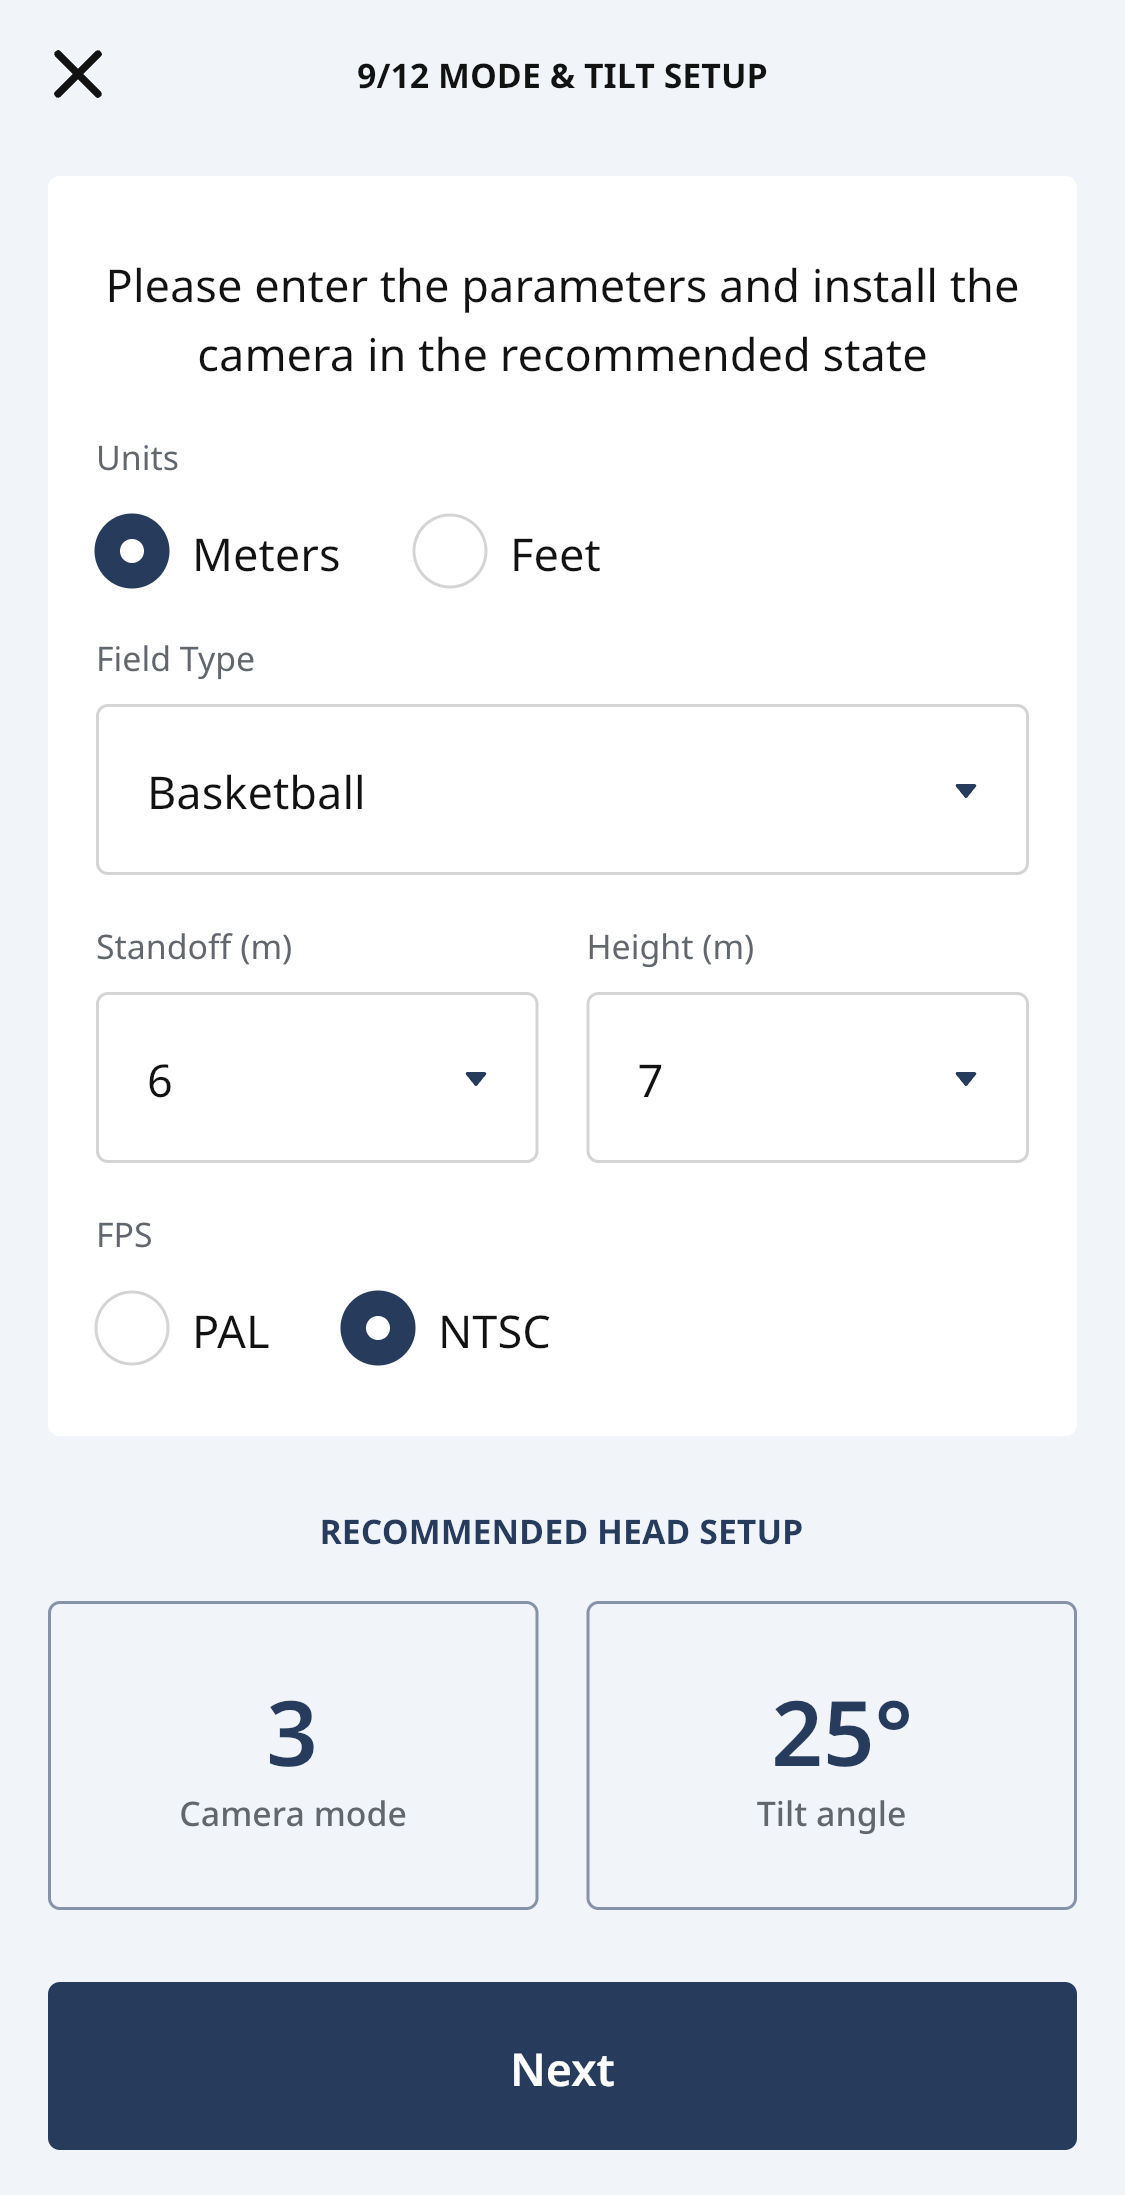 9/12 MODE & TILT SETUP
Please enter the parameters and install the
camera in the recommended state
Units
Meters
Feet
Field Type
Basketball
Standoff (m)
Height (m)
6
7
FPS
PAL
NTSC
RECOMMENDED HEAD SETUP
3
Camera mode
25°
Tilt angle
Next